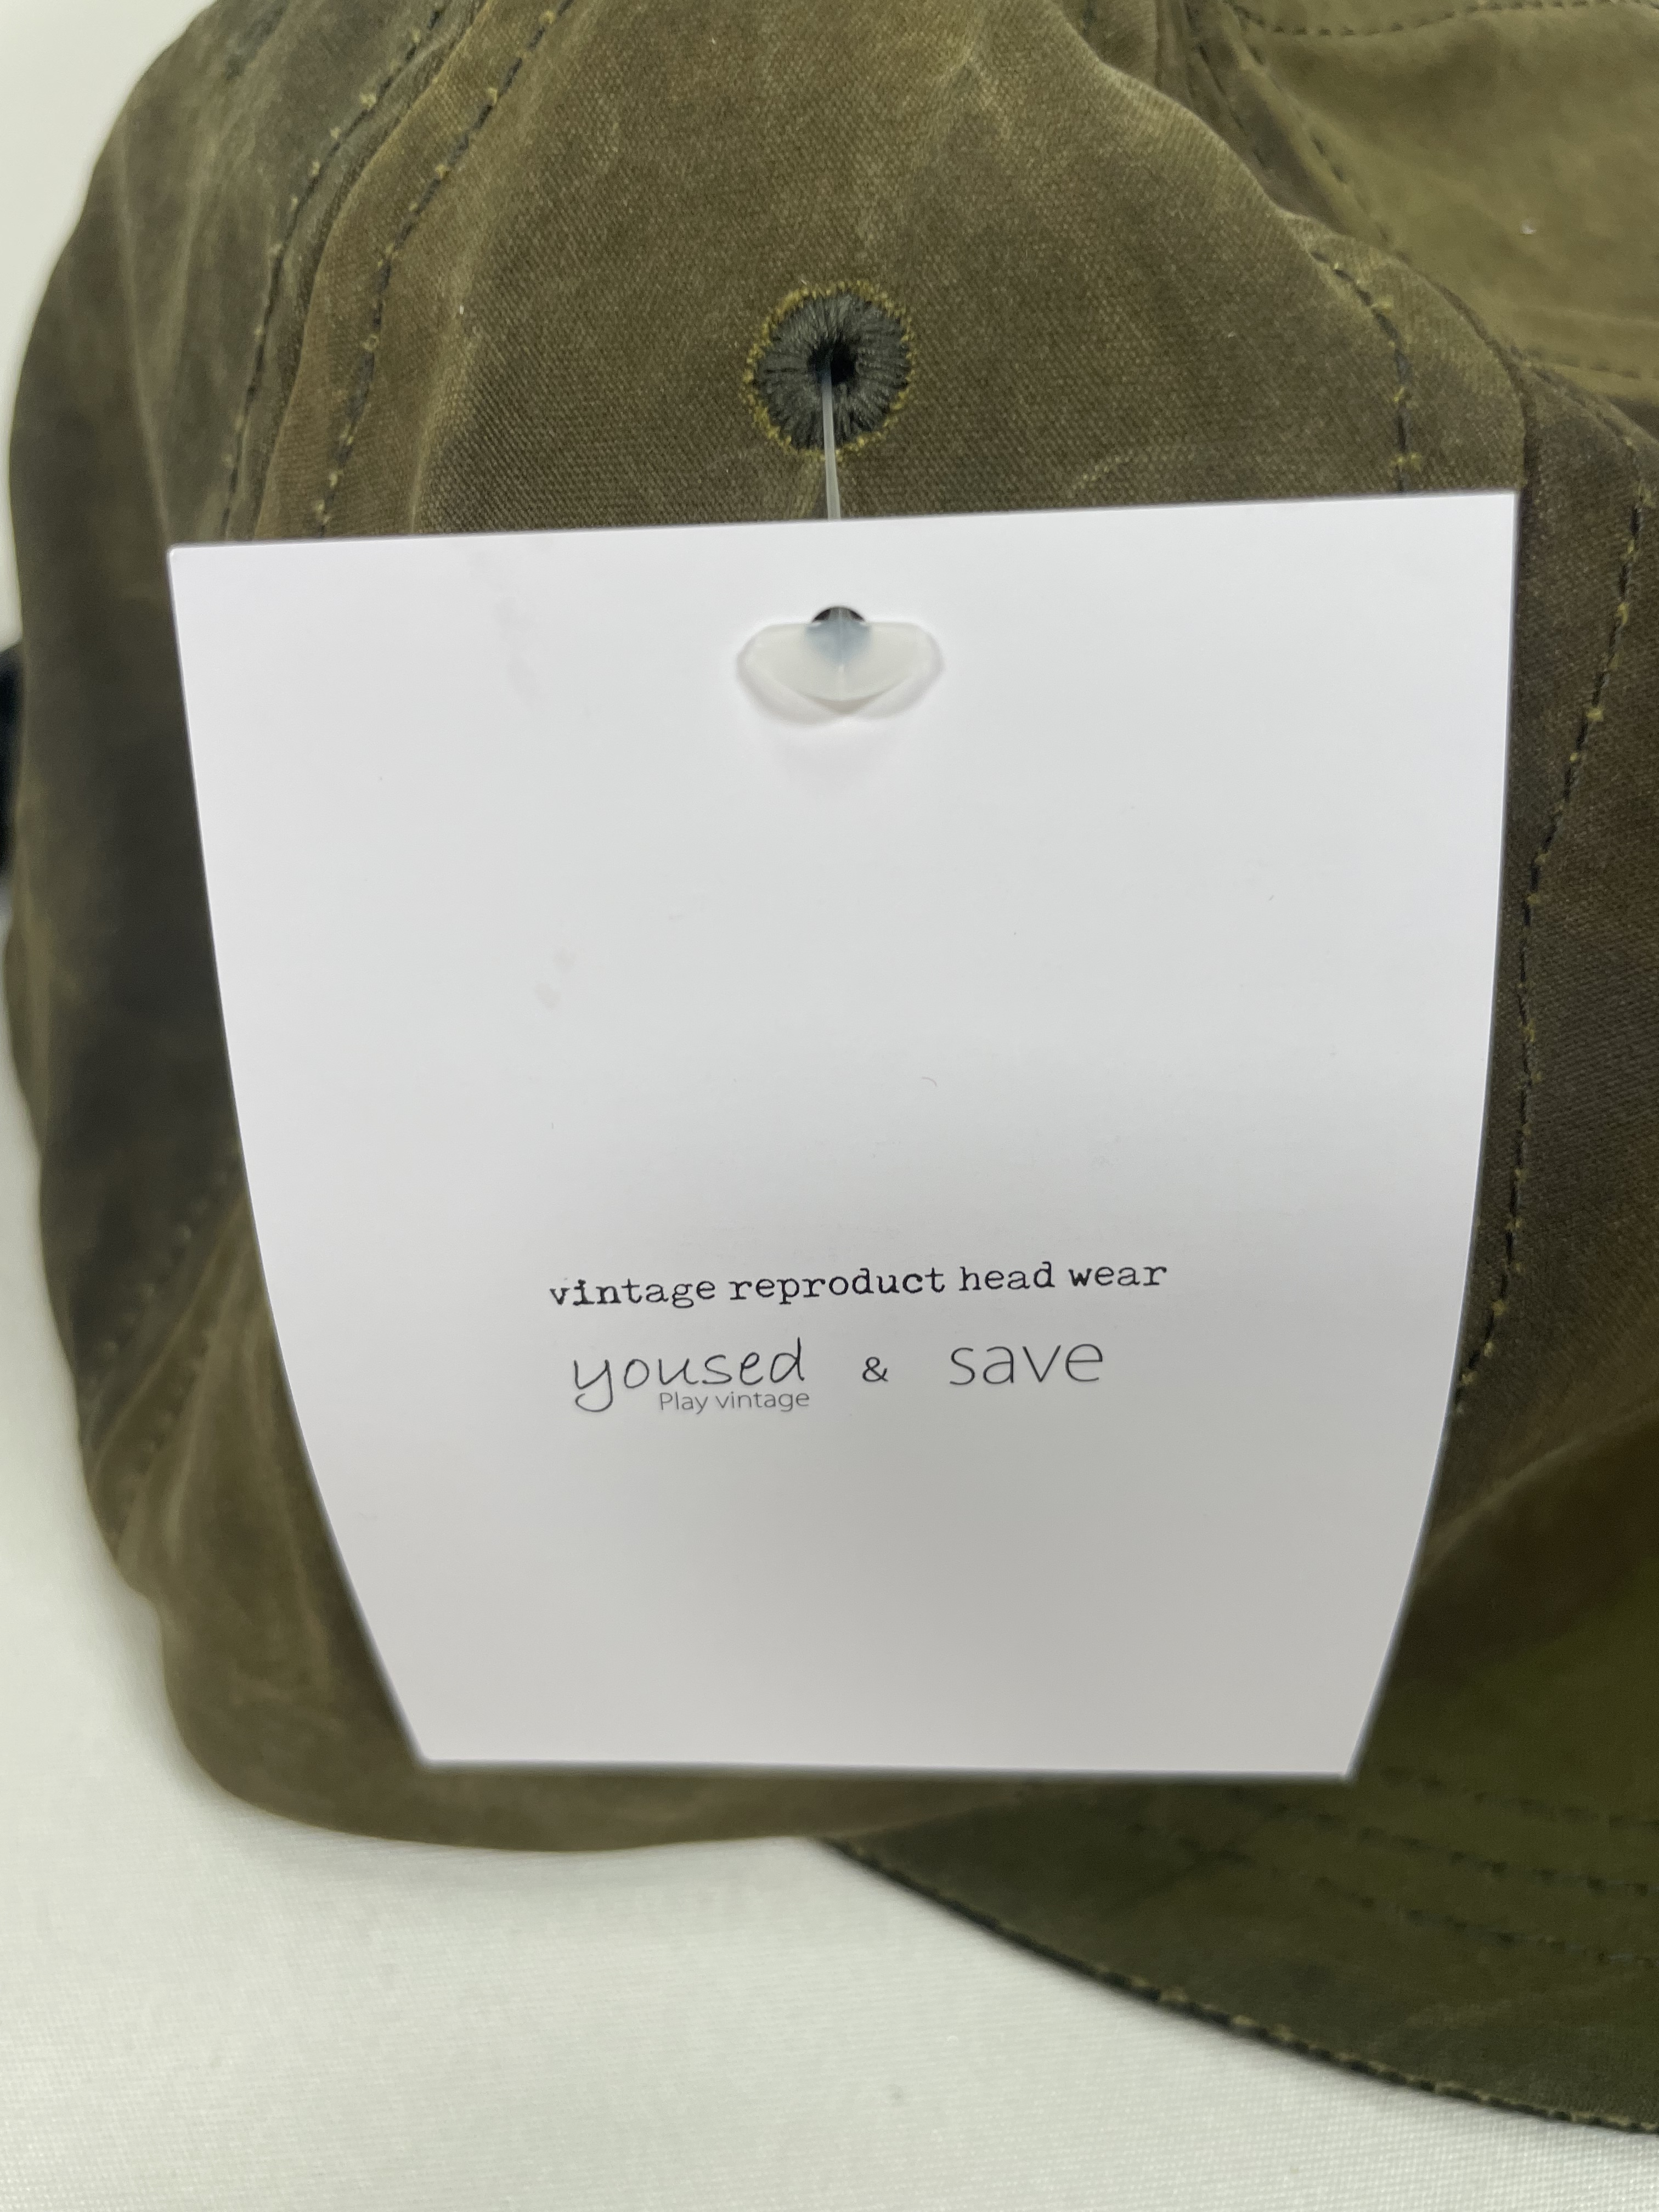 vintage reproduct head wear
yoused & save
Play vintage